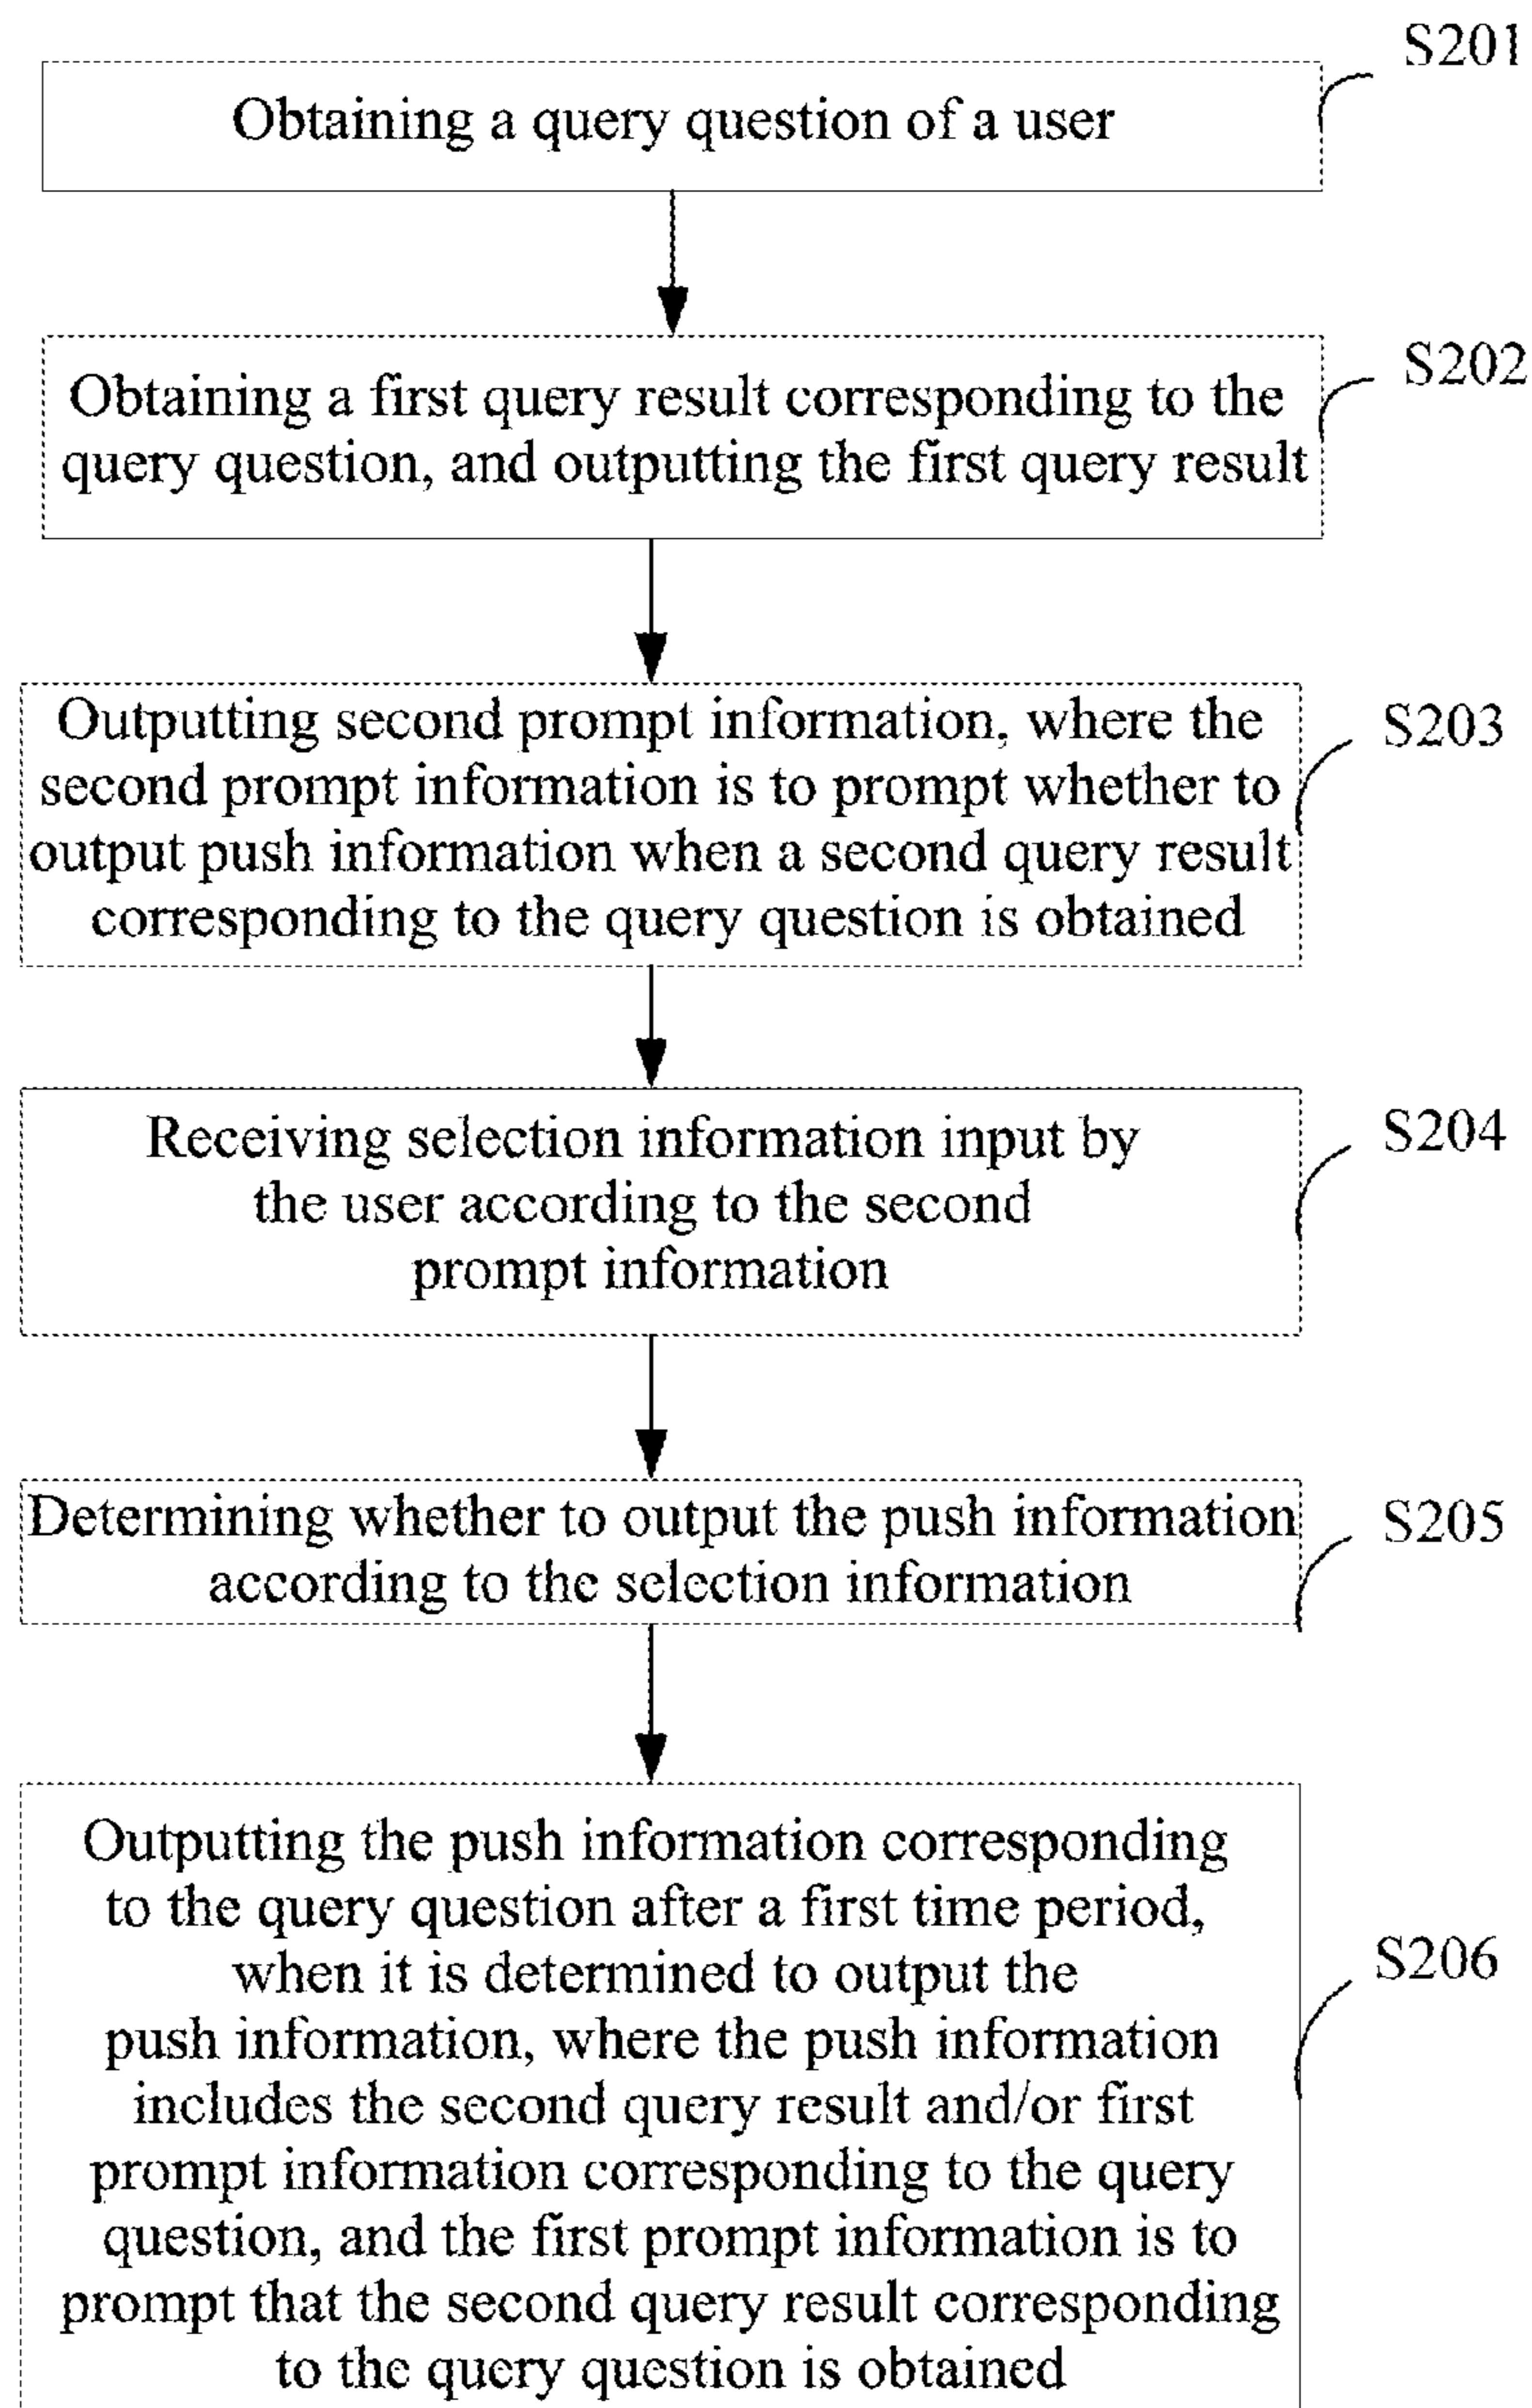 S201
Obtaining a query question of a user
S202
Obtaining a first query result corresponding to the
query question, and outputting the first query result
S203
Outputting second prompt information, where the
second prompt information is to prompt whether to
output push information when a second query result
corresponding to the query question is obtained
S204
Receiving selection information input by
the user according to the second
prompt information
S205
Determining whether to output the push information
according to the selection information
S206
Outputting the push information corresponding
to the query question after a first time period,
when it is determined to output the
push information, where the push information
includes the second query result and/or first
prompt information corresponding to the query
question, and the first prompt information is to
prompt that the second query result corresponding
to the query question is obtained